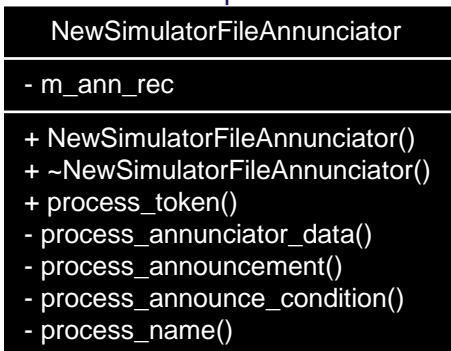 NewSimulatorFileAnnunciator
- m_ann_rec
+ NewSimulatorFileAnnunciator()
+ ~NewSimulatorFileAnnunciator()
+ process_token()
- process_annunciator_data()
- process_announcement()
- process_announce_condition()
- process_name()